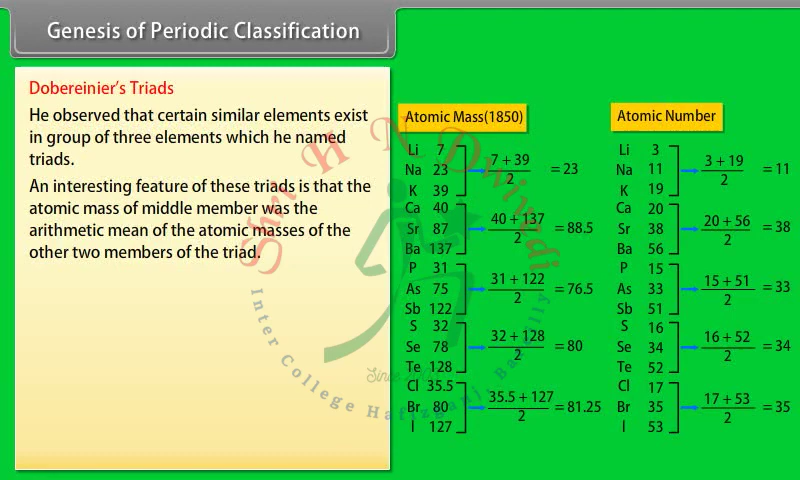 Genesis of Periodic Classification
Dobereinier's Triads
He observed that certain similar elements exist
in group of three elements which he named
triads.
An interesting feature of these triads is that the
atomic mass of middle member was the
arithmetic mean of the atomic masses of the
other two members of the triad.
Atomic Mass(1850)
Li 7
Na 23
K 39
7 + 39
2
= 23
Ca 40
Sr 87
Ba 137
40 + 137
2
= 88.5
P 31
As 75
Sb 122
31 + 122
2
= 76.5
S 32
Se 78
Te 128
32 + 128
2
= 80
Cl 35.5
Br 80
I 127
35.5 + 127
2
= 81.25
Atomic Number
Li 3
Na 11
K 19
3 + 19
2
= 11
Ca 20
Sr 38
Ba 56
20 + 56
2
= 38
P 15
As 33
Sb 51
15 + 51
2
= 33
S 16
Se 34
Te 52
16 + 52
2
= 34
Cl 17
Br 35
I 53
17 + 53
2
= 35
Shri H N Dwivedi
Inter College Hafizganj, Bareilly
Since